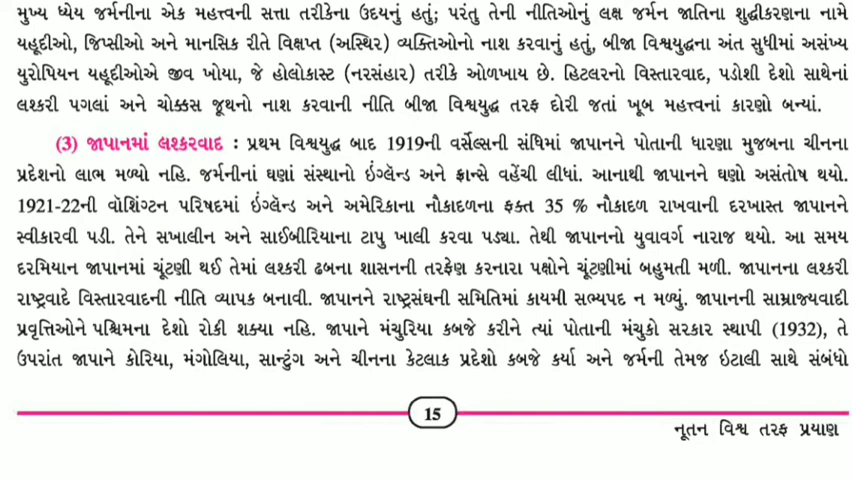 મુખ્ય ધ્યેય જર્મનીના એક મહત્ત્વની સત્તા તરીકેના ઉદયનું હતું; પરંતુ તેની નીતિઓનું લક્ષ જર્મન જાતિના શુદ્ધીકરણના નામે
યહૂદીઓ, જિપ્સીઓ અને માનસિક રીતે વિક્ષપ્ત (અસ્થિર) વ્યક્તિઓનો નાશ કરવાનું હતું, બીજા વિશ્વયુદ્ધના અંત સુધીમાં અસંખ્ય
યુરોપિયન યહૂદીઓએ જીવ ખોયા, જે હોલોકાસ્ટ (નરસંહાર) તરીકે ઓળખાય છે. હિટલરનો વિસ્તારવાદ, પડોશી દેશો સાથેનાં
લશ્કરી પગલાં અને ચોક્કસ જૂથનો નાશ કરવાની નીતિ બીજા વિશ્વયુદ્ધ તરફ દોરી જતાં ખૂબ મહત્ત્વનાં કારણો બન્યાં.
(3) જાપાનમાં લશ્કરવાદ : પ્રથમ વિશ્વયુદ્ધ બાદ 1919ની વર્સેલ્સની સંધિમાં જાપાનને પોતાની ધારણા મુજબના ચીનના
પ્રદેશનો લાભ મળ્યો નહિ. જર્મનીનાં ઘણાં સંસ્થાનો ઇંગ્લૅન્ડ અને ફ્રાન્સે વહેંચી લીધાં. આનાથી જાપાનને ઘણો અસંતોષ થયો.
1921-22ની વૉશિંગ્ટન પરિષદમાં ઇંગ્લૅન્ડ અને અમેરિકાના નૌકાદળના ફક્ત 35 % નૌકાદળ રાખવાની દરખાસ્ત જાપાનને
સ્વીકારવી પડી. તેને સખાલીન અને સાઈબીરિયાના ટાપુ ખાલી કરવા પડ્યા. તેથી જાપાનનો યુવાવર્ગ નારાજ થયો. આ સમય
દરમિયાન જાપાનમાં ચૂંટણી થઈ તેમાં લશ્કરી ઢબના શાસનની તરફેણ કરનારા પક્ષોને ચૂંટણીમાં બહુમતી મળી. જાપાનના લશ્કરી
રાષ્ટ્રવાદે વિસ્તારવાદની નીતિ વ્યાપક બનાવી. જાપાનને રાષ્ટ્રસંઘની સમિતિમાં કાયમી સભ્યપદ ન મળ્યું. જાપાનની સામ્રાજ્યવાદી
પ્રવૃત્તિઓને પશ્ચિમના દેશો રોકી શક્યા નહિ. જાપાને મંચુરિયા કબજે કરીને ત્યાં પોતાની મંચુકો સરકાર સ્થાપી (1932), તે
ઉપરાંત જાપાને કોરિયા, મંગોલિયા, સાન્ટુંગ અને ચીનના કેટલાક પ્રદેશો કબજે કર્યા અને જર્મની તેમજ ઇટાલી સાથે સંબંધો
15
નૂતન વિશ્વ તરફ પ્રયાણ